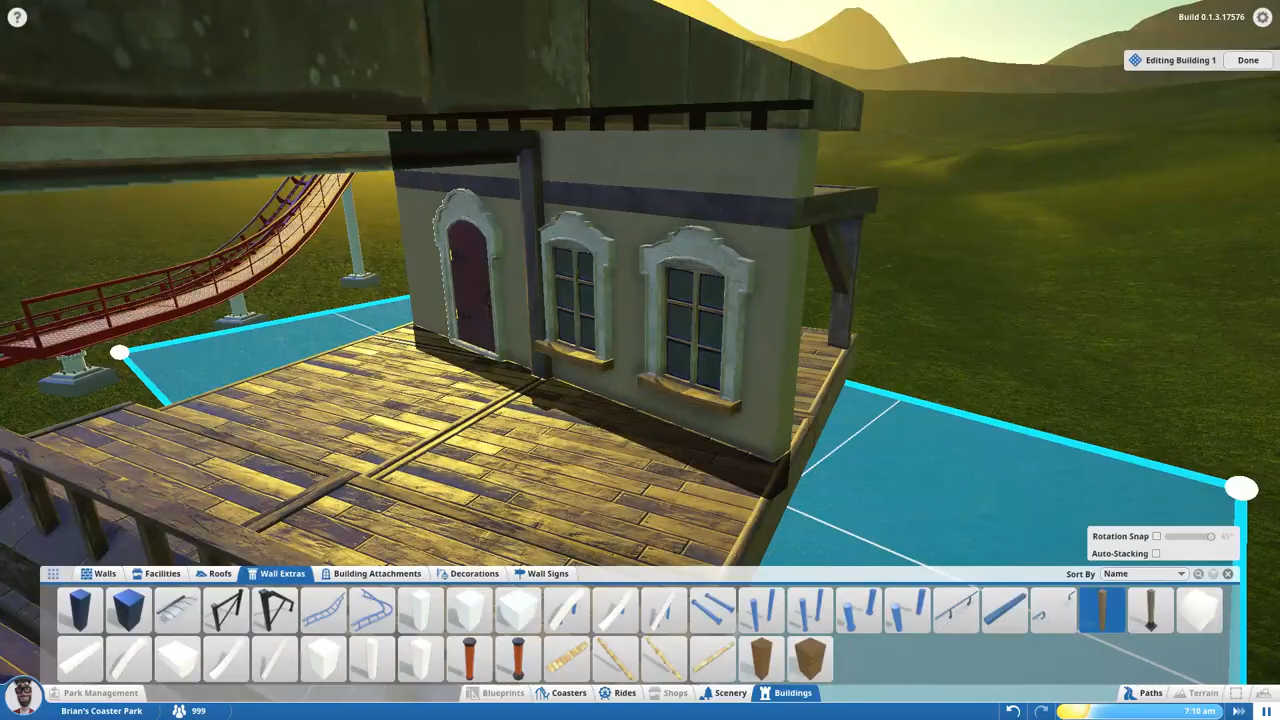 ?
Build 0.1.3.17576
Editing Building 1 Done
Rotation Snap 45°
Auto-Stacking
Walls Facilities Roofs Wall Extras Building Attachments Decorations Wall Signs Sort By Name
Park Management Blueprints Coasters Rides Shops Scenery Buildings Paths Terrain
Brian's Coaster Park 999 7:10 am